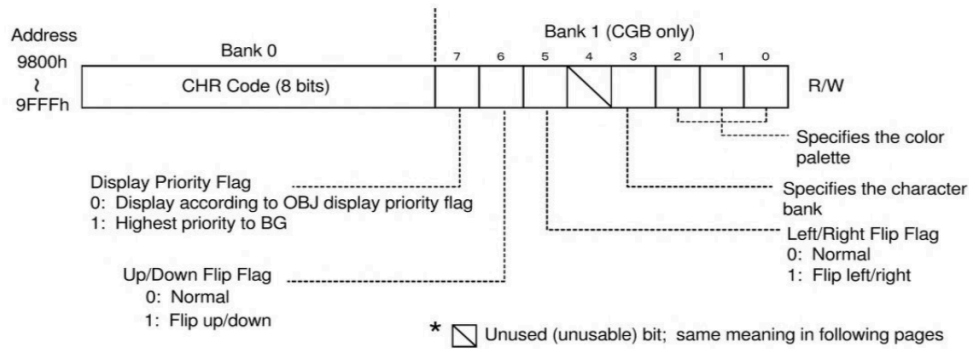 Bank 1 (CGB only)
Address
9800h
Bank 0
7 6 5 4 3 2 1 0
≀
CHR Code (8 bits)
R/W
9FFFh
Specifies the color
palette
Display Priority Flag
0: Display according to OBJ display priority flag
1: Highest priority to BG
Specifies the character
bank
Left/Right Flip Flag
0: Normal
1: Flip left/right
Up/Down Flip Flag
0: Normal
1: Flip up/down
* Unused (unusable) bit; same meaning in following pages